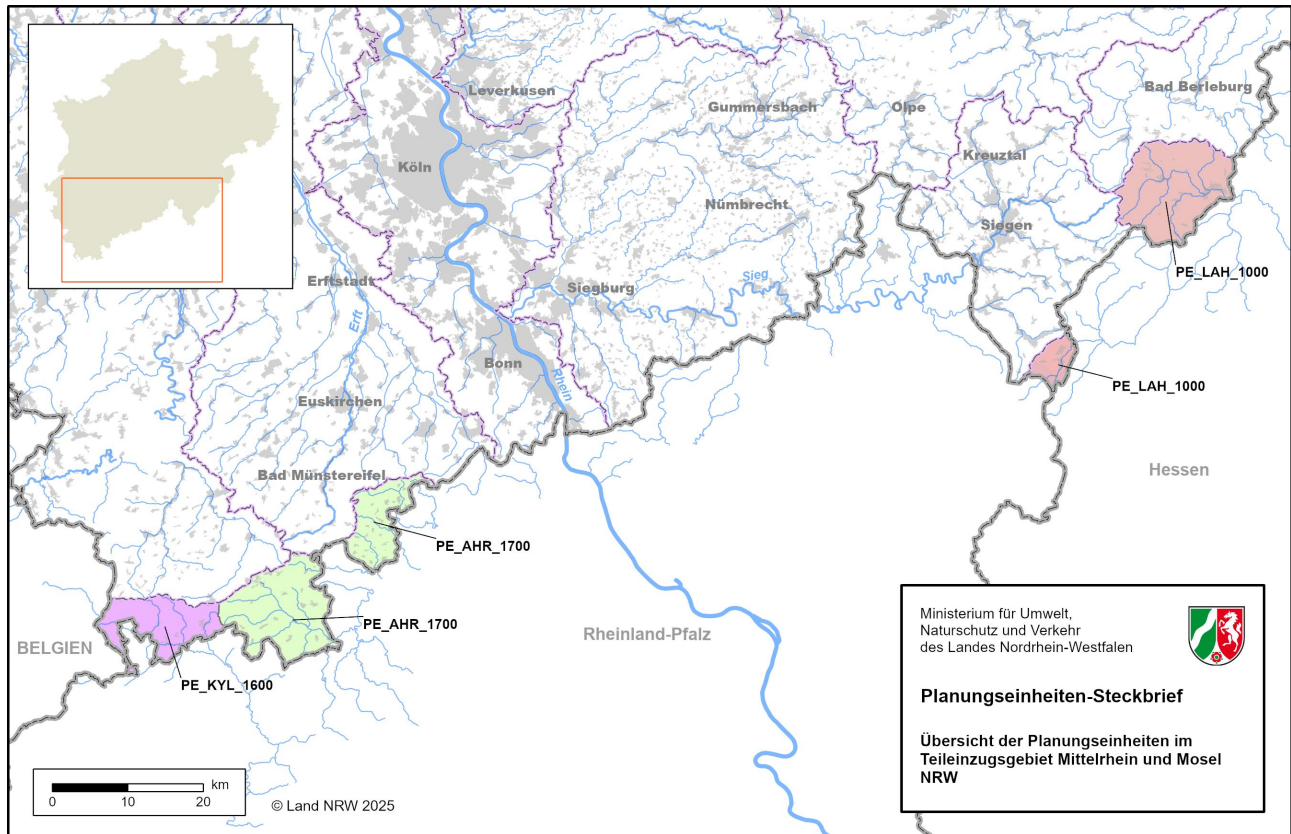 Leverkusen
Gummersbach
Olpe
Bad Berleburg
Köln
Kreuztal
Nümbrecht
Siegen
PE_LAH_1000
Erftstadt
Sieg
Siegburg
Erft
Bonn
Rhein
PE_LAH_1000
Euskirchen
Bad Münstereifel
Hessen
PE_AHR_1700
PE_AHR_1700
Rheinland-Pfalz
BELGIEN
PE_KYL_1600
km
0 10 20
© Land NRW 2025
Ministerium für Umwelt,
Naturschutz und Verkehr
des Landes Nordrhein-Westfalen
Planungseinheiten-Steckbrief
Übersicht der Planungseinheiten im
Teileinzugsgebiet Mittelrhein und Mosel
NRW